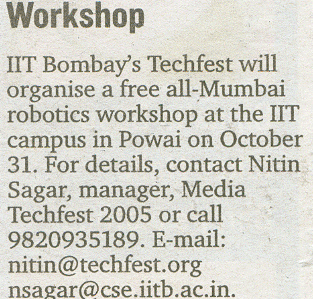 Workshop
IIT Bombay's Techfest will
organise a free all-Mumbai
robotics workshop at the IIT
campus in Powai on October
31. For details, contact Nitin
Sagar, manager, Media
Techfest 2005 or call
9820935189. E-mail:
nitin@techfest.org
nsagar@cse.iitb.ac.in.